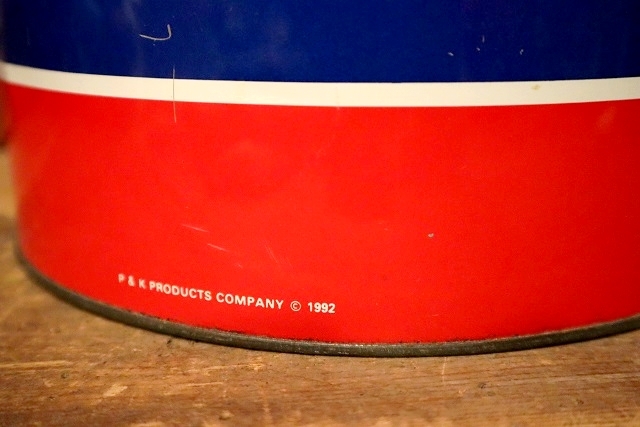 P & K PRODUCTS COMPANY © 1992